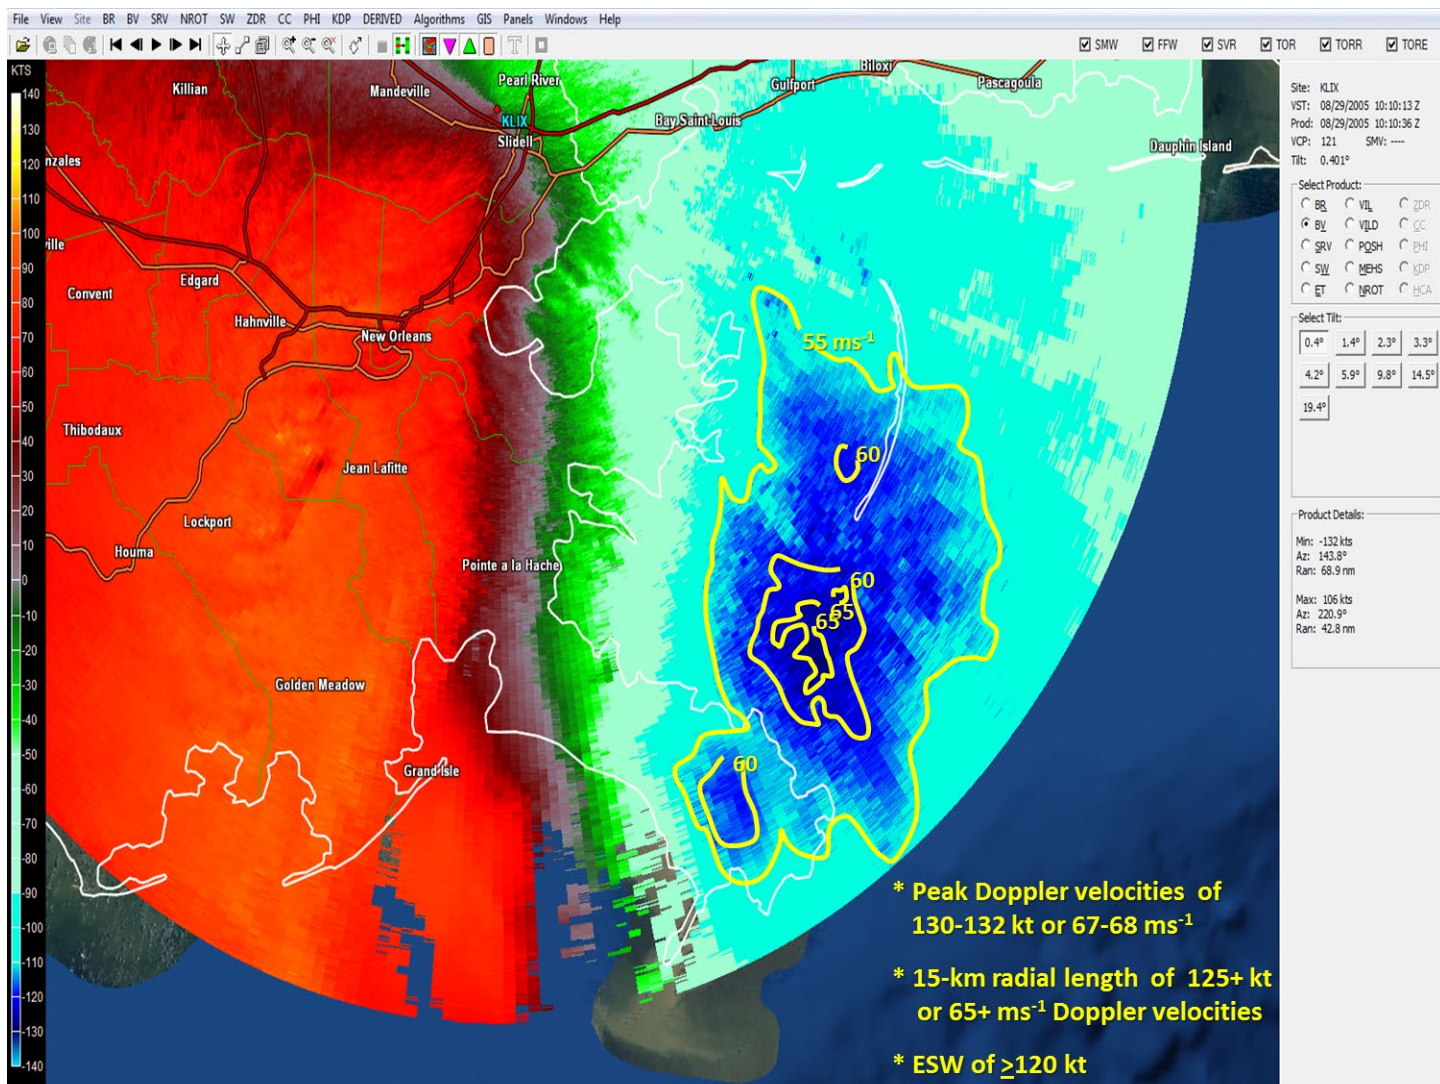 File View Site BR BV SRV NROT SW ZDR CC PHI KDP DERIVED Algorithms GIS Panels Windows Help
SMW FFW SVR TOR TORR TORE
KTS
140
130
120
110
100
90
80
70
60
50
40
30
20
10
0
-10
-20
-30
-40
-50
-60
-70
-80
-90
-100
-110
-120
-130
-140
Killian
Mandeville
Pearl River
KLIX
Slidell
Bay Saint-Louis
Gulfport
Biloxi
Pascagoula
Dauphin Island
nzales
ville
Convent
Edgard
Hahnville
New Orleans
Thibodaux
Jean Lafitte
Lockport
Houma
Pointe a la Hache
Golden Meadow
Grand Isle
55 ms-1
60
60
65
65
60
* Peak Doppler velocities of
130-132 kt or 67-68 ms-1
* 15-km radial length of 125+ kt
or 65+ ms-1 Doppler velocities
* ESW of ≥120 kt
Site: KLIX
VST: 08/29/2005 10:10:13 Z
Prod: 08/29/2005 10:10:36 Z
VCP: 121 SMV: ----
Tilt: 0.401°
Select Product:
BR VIL ZDR
BV VILD CC
SRV POSH PHI
SW MEHS KDP
ET NROT HCA
Select Tilt:
0.4° 1.4° 2.3° 3.3°
4.2° 5.9° 9.8° 14.5°
19.4°
Product Details:
Min: -132 kts
Az: 143.8°
Ran: 68.9 nm
Max: 106 kts
Az: 220.9°
Ran: 42.8 nm